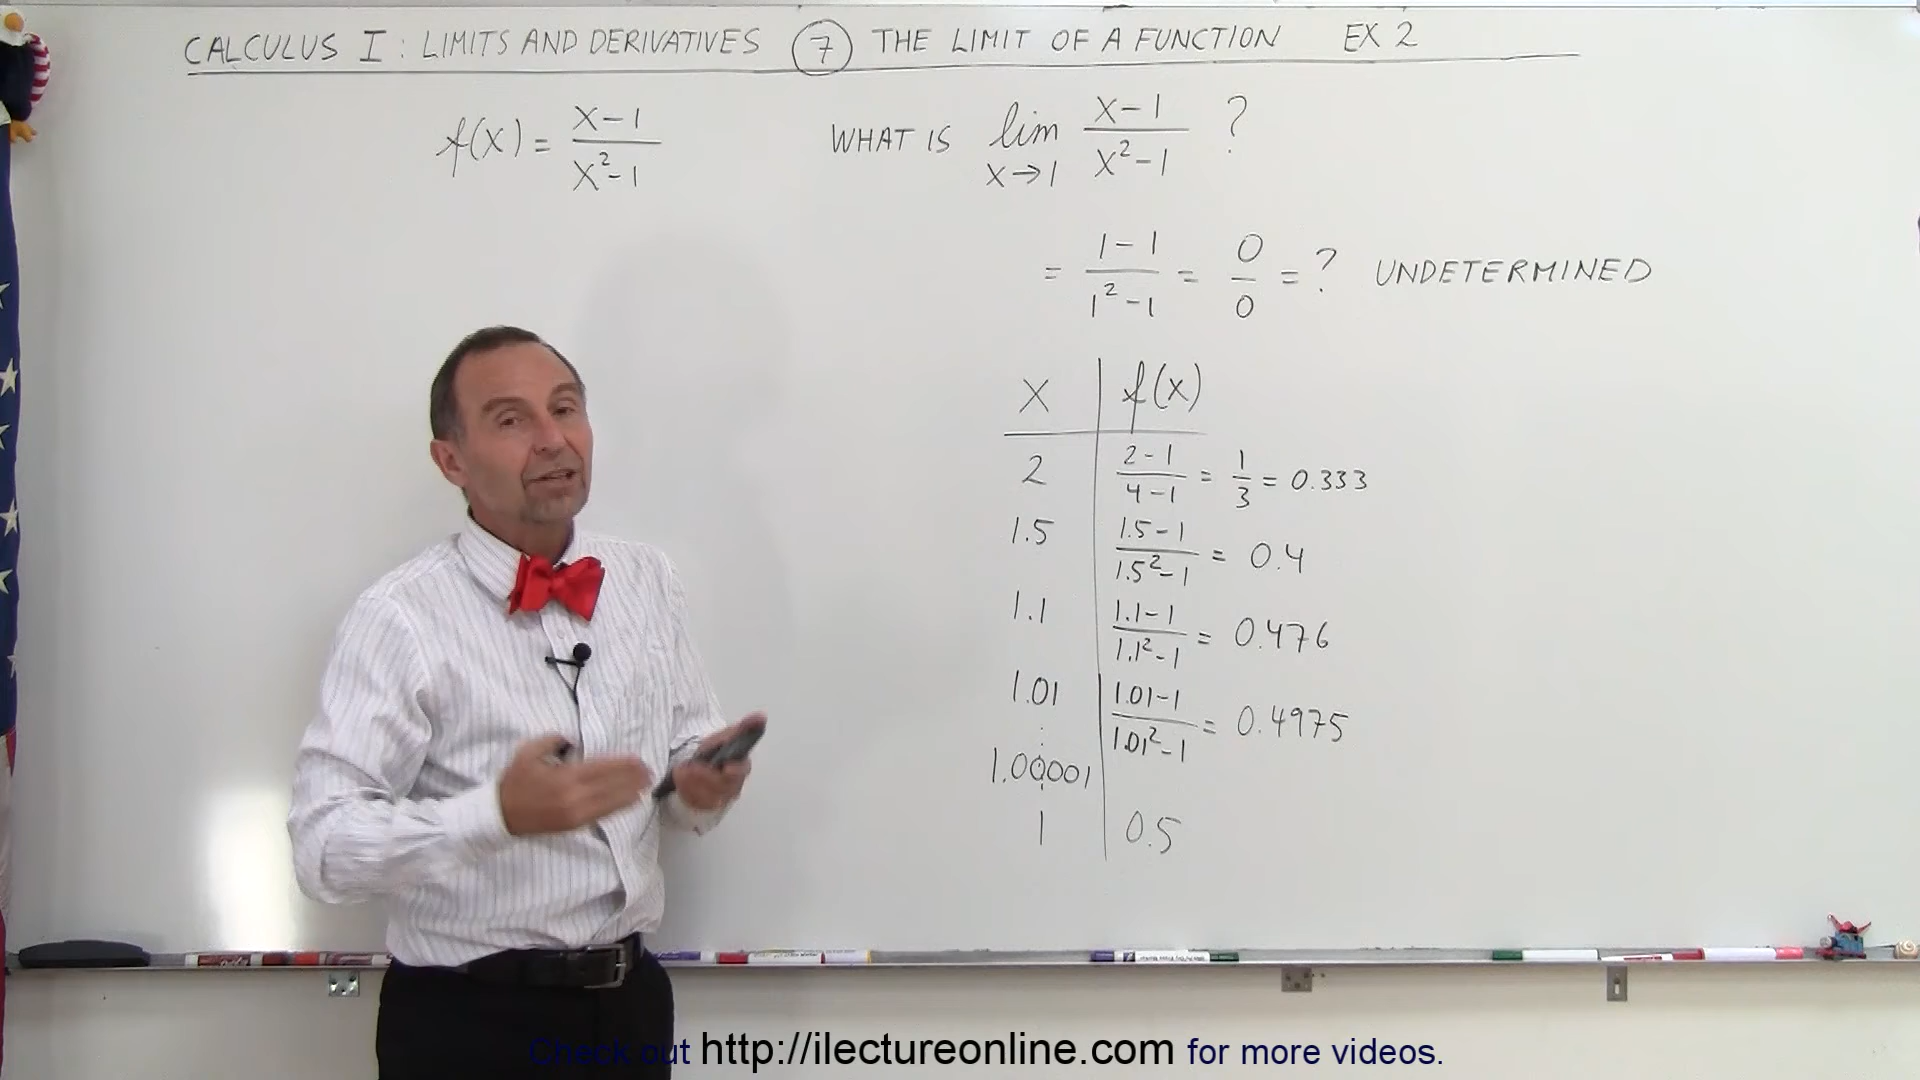 CALCULUS I: LIMITS AND DERIVATIVES ⑦ THE LIMIT OF A FUNCTION EX 2
f(x) = (x-1)/(x²-1)
WHAT IS lim x→1 (x-1)/(x²-1) ?
= (1-1)/(1²-1) = 0/0 = ? UNDETERMINED
x | f(x)
2 | (2-1)/(4-1) = 1/3 = 0.333
1.5 | (1.5-1)/(1.5²-1) = 0.4
1.1 | (1.1-1)/(1.1²-1) = 0.476
1.01 | (1.01-1)/(1.01²-1) = 0.4975
1.00001
1 | 0.5
Check out http://ilectureonline.com for more videos.